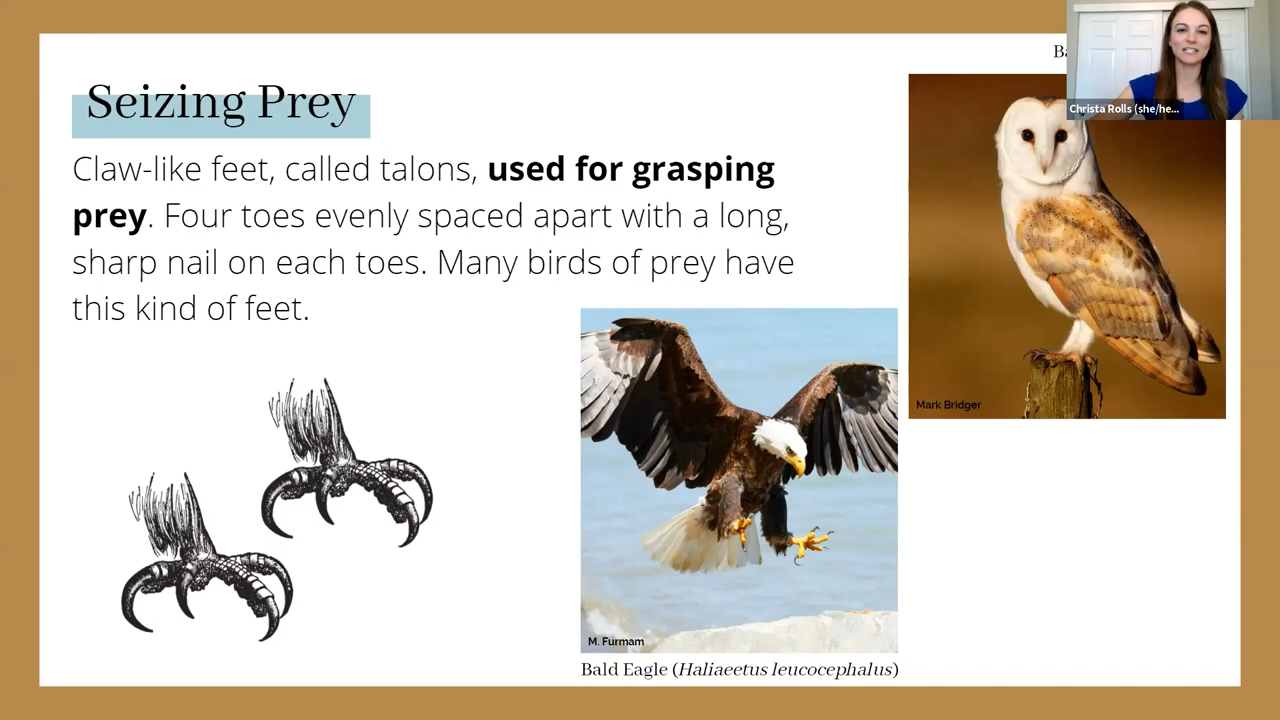 Seizing Prey
Claw-like feet, called talons, used for grasping
prey. Four toes evenly spaced apart with a long,
sharp nail on each toes. Many birds of prey have
this kind of feet.
Christa Rolls (she/he...
Mark Bridger
M. Furmam
Bald Eagle (Haliaeetus leucocephalus)